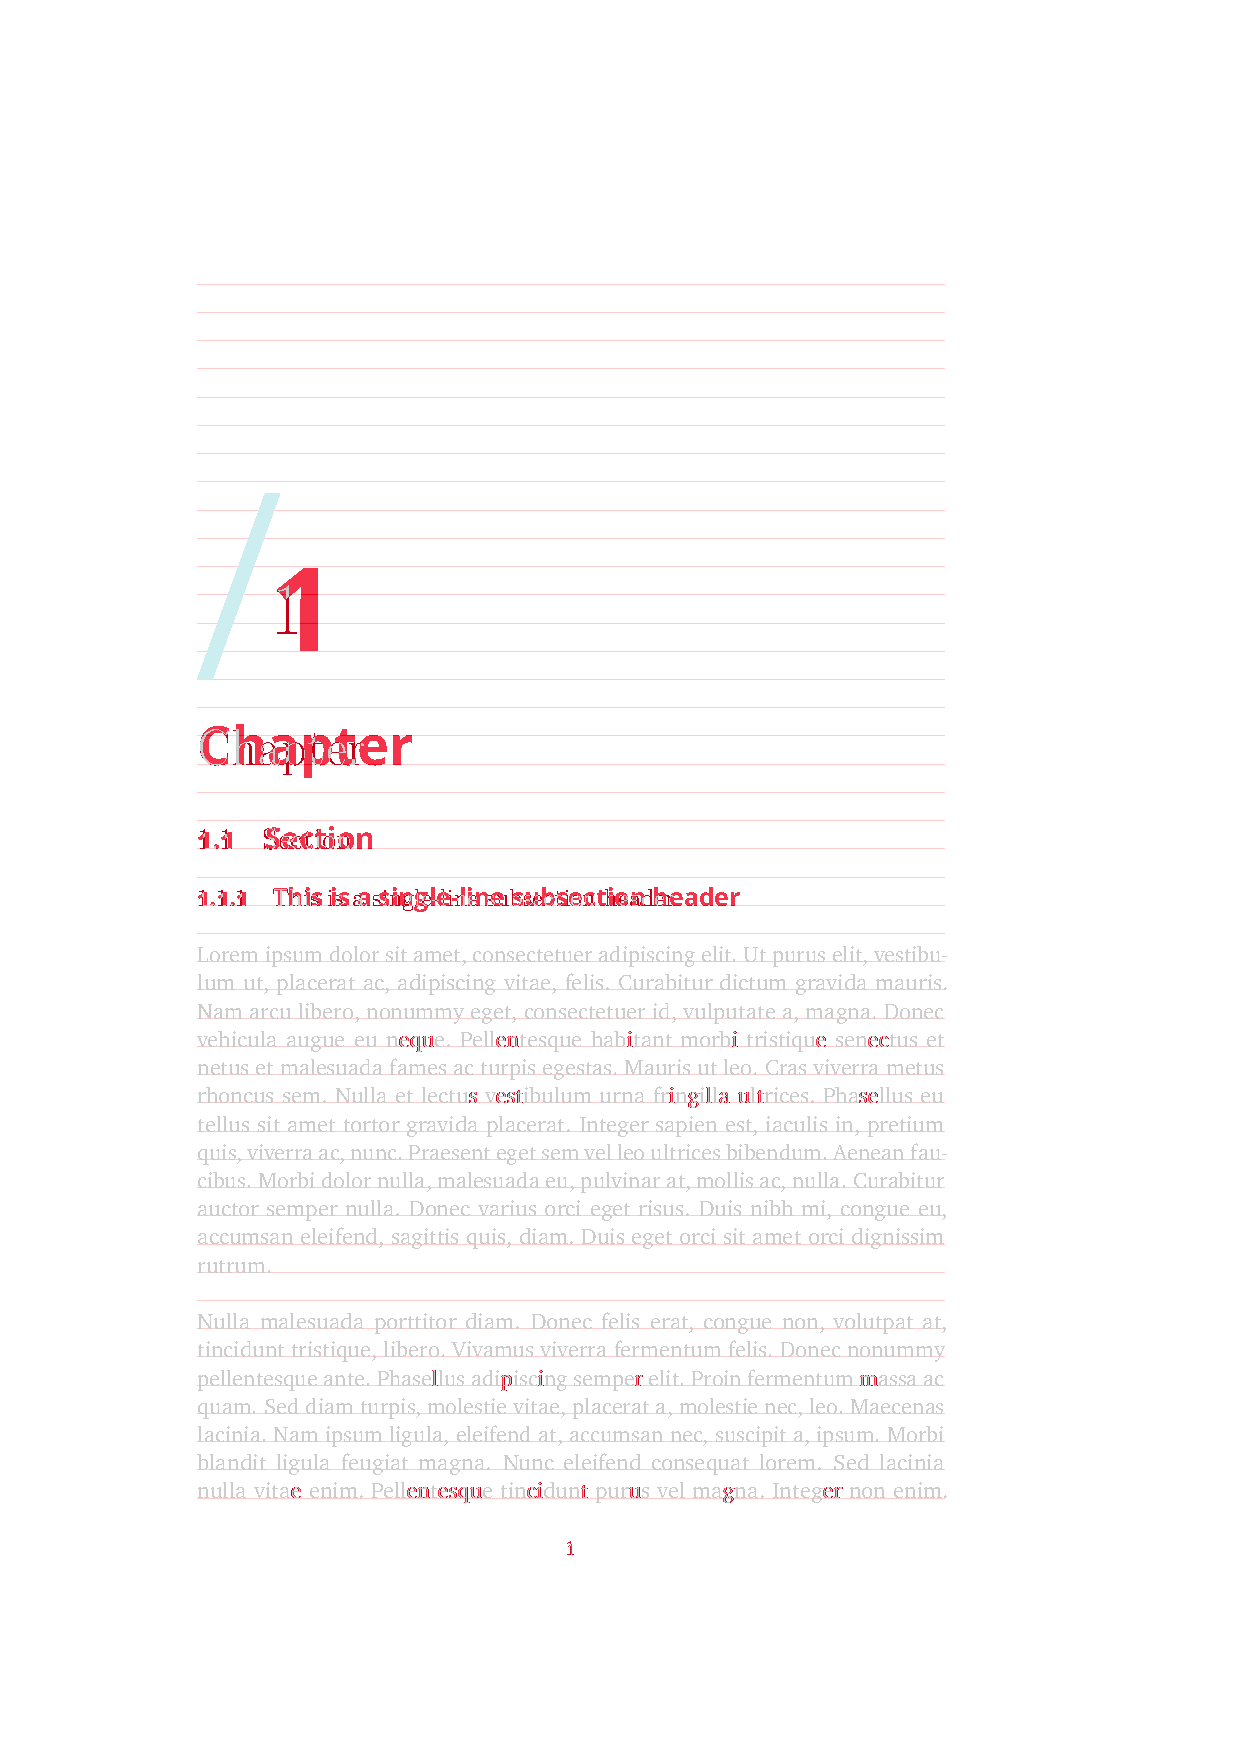 1
Chapter
1.1 Section
1.1.1 This is a single-line subsection header
Lorem ipsum dolor sit amet, consectetuer adipiscing elit. Ut purus elit, vestibu-
lum ut, placerat ac, adipiscing vitae, felis. Curabitur dictum gravida mauris.
Nam arcu libero, nonummy eget, consectetuer id, vulputate a, magna. Donec
vehicula augue eu neque. Pellentesque habitant morbi tristique senectus et
netus et malesuada fames ac turpis egestas. Mauris ut leo. Cras viverra metus
rhoncus sem. Nulla et lectus vestibulum urna fringilla ultrices. Phasellus eu
tellus sit amet tortor gravida placerat. Integer sapien est, iaculis in, pretium
quis, viverra ac, nunc. Praesent eget sem vel leo ultrices bibendum. Aenean fau-
cibus. Morbi dolor nulla, malesuada eu, pulvinar at, mollis ac, nulla. Curabitur
auctor semper nulla. Donec varius orci eget risus. Duis nibh mi, congue eu,
accumsan eleifend, sagittis quis, diam. Duis eget orci sit amet orci dignissim
rutrum.
Nulla malesuada porttitor diam. Donec felis erat, congue non, volutpat at,
tincidunt tristique, libero. Vivamus viverra fermentum felis. Donec nonummy
pellentesque ante. Phasellus adipiscing semper elit. Proin fermentum massa ac
quam. Sed diam turpis, molestie vitae, placerat a, molestie nec, leo. Maecenas
lacinia. Nam ipsum ligula, eleifend at, accumsan nec, suscipit a, ipsum. Morbi
blandit ligula feugiat magna. Nunc eleifend consequat lorem. Sed lacinia
nulla vitae enim. Pellentesque tincidunt purus vel magna. Integer non enim.
1